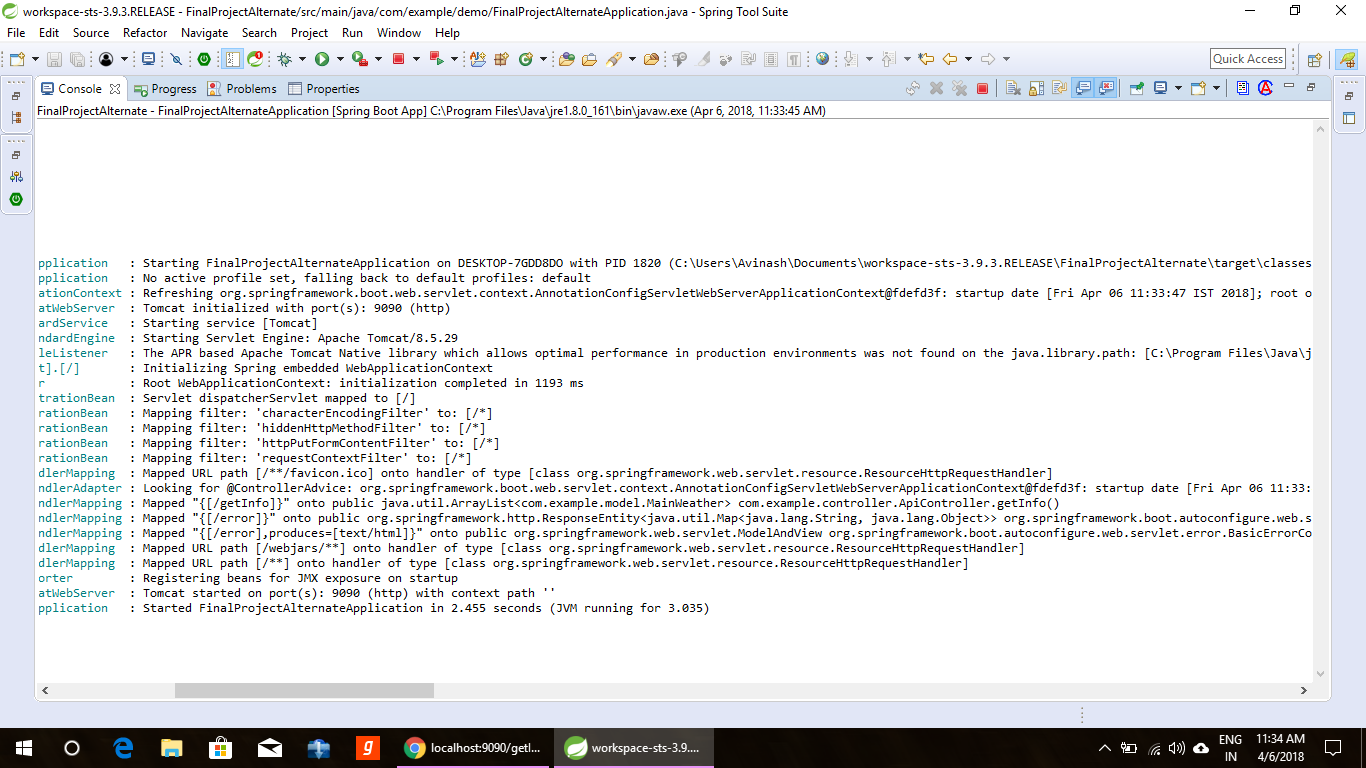 workspace-sts-3.9.3.RELEASE - FinalProjectAlternate/src/main/java/com/example/demo/FinalProjectAlternateApplication.java - Spring Tool Suite
File Edit Source Refactor Navigate Search Project Run Window Help
Quick Access
Console Progress Problems Properties
FinalProjectAlternate - FinalProjectAlternateApplication [Spring Boot App] C:\Program Files\Java\jre1.8.0_161\bin\javaw.exe (Apr 6, 2018, 11:33:45 AM)
pplication : Starting FinalProjectAlternateApplication on DESKTOP-7GDD8DO with PID 1820 (C:\Users\Avinash\Documents\workspace-sts-3.9.3.RELEASE\FinalProjectAlternate\target\classes
pplication : No active profile set, falling back to default profiles: default
ationContext : Refreshing org.springframework.boot.web.servlet.context.AnnotationConfigServletWebServerApplicationContext@fdefd3f: startup date [Fri Apr 06 11:33:47 IST 2018]; root o
atWebServer : Tomcat initialized with port(s): 9090 (http)
ardService : Starting service [Tomcat]
ndardEngine : Starting Servlet Engine: Apache Tomcat/8.5.29
leListener : The APR based Apache Tomcat Native library which allows optimal performance in production environments was not found on the java.library.path: [C:\Program Files\Java\j
t].[/] : Initializing Spring embedded WebApplicationContext
r : Root WebApplicationContext: initialization completed in 1193 ms
trationBean : Servlet dispatcherServlet mapped to [/]
rationBean : Mapping filter: 'characterEncodingFilter' to: [/*]
rationBean : Mapping filter: 'hiddenHttpMethodFilter' to: [/*]
rationBean : Mapping filter: 'httpPutFormContentFilter' to: [/*]
rationBean : Mapping filter: 'requestContextFilter' to: [/*]
dlerMapping : Mapped URL path [/**/favicon.ico] onto handler of type [class org.springframework.web.servlet.resource.ResourceHttpRequestHandler]
ndlerAdapter : Looking for @ControllerAdvice: org.springframework.boot.web.servlet.context.AnnotationConfigServletWebServerApplicationContext@fdefd3f: startup date [Fri Apr 06 11:33:
ndlerMapping : Mapped "{[/getInfo]}" onto public java.util.ArrayList<com.example.model.MainWeather> com.example.controller.ApiController.getInfo()
ndlerMapping : Mapped "{[/error]}" onto public org.springframework.http.ResponseEntity<java.util.Map<java.lang.String, java.lang.Object>> org.springframework.boot.autoconfigure.web.s
ndlerMapping : Mapped "{[/error],produces=[text/html]}" onto public org.springframework.web.servlet.ModelAndView org.springframework.boot.autoconfigure.web.servlet.error.BasicErrorCo
dlerMapping : Mapped URL path [/webjars/**] onto handler of type [class org.springframework.web.servlet.resource.ResourceHttpRequestHandler]
dlerMapping : Mapped URL path [/**] onto handler of type [class org.springframework.web.servlet.resource.ResourceHttpRequestHandler]
orter : Registering beans for JMX exposure on startup
atWebServer : Tomcat started on port(s): 9090 (http) with context path ''
pplication : Started FinalProjectAlternateApplication in 2.455 seconds (JVM running for 3.035)
localhost:9090/getI... workspace-sts-3.9.... ENG 11:34 AM
IN 4/6/2018